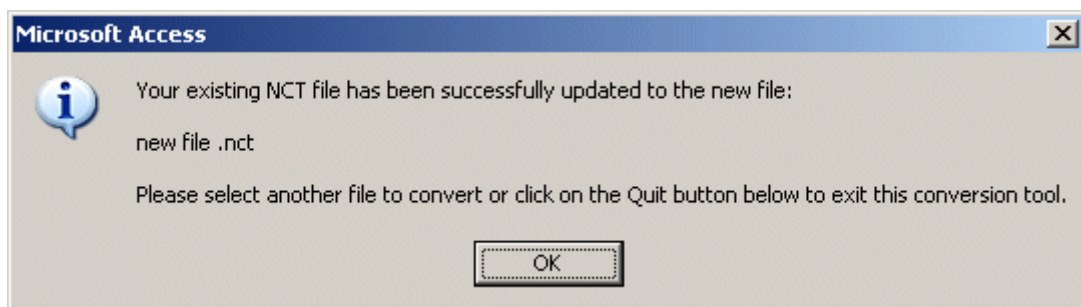 Microsoft Access
Your existing NCT file has been successfully updated to the new file:
new file .nct
Please select another file to convert or click on the Quit button below to exit this conversion tool.
OK